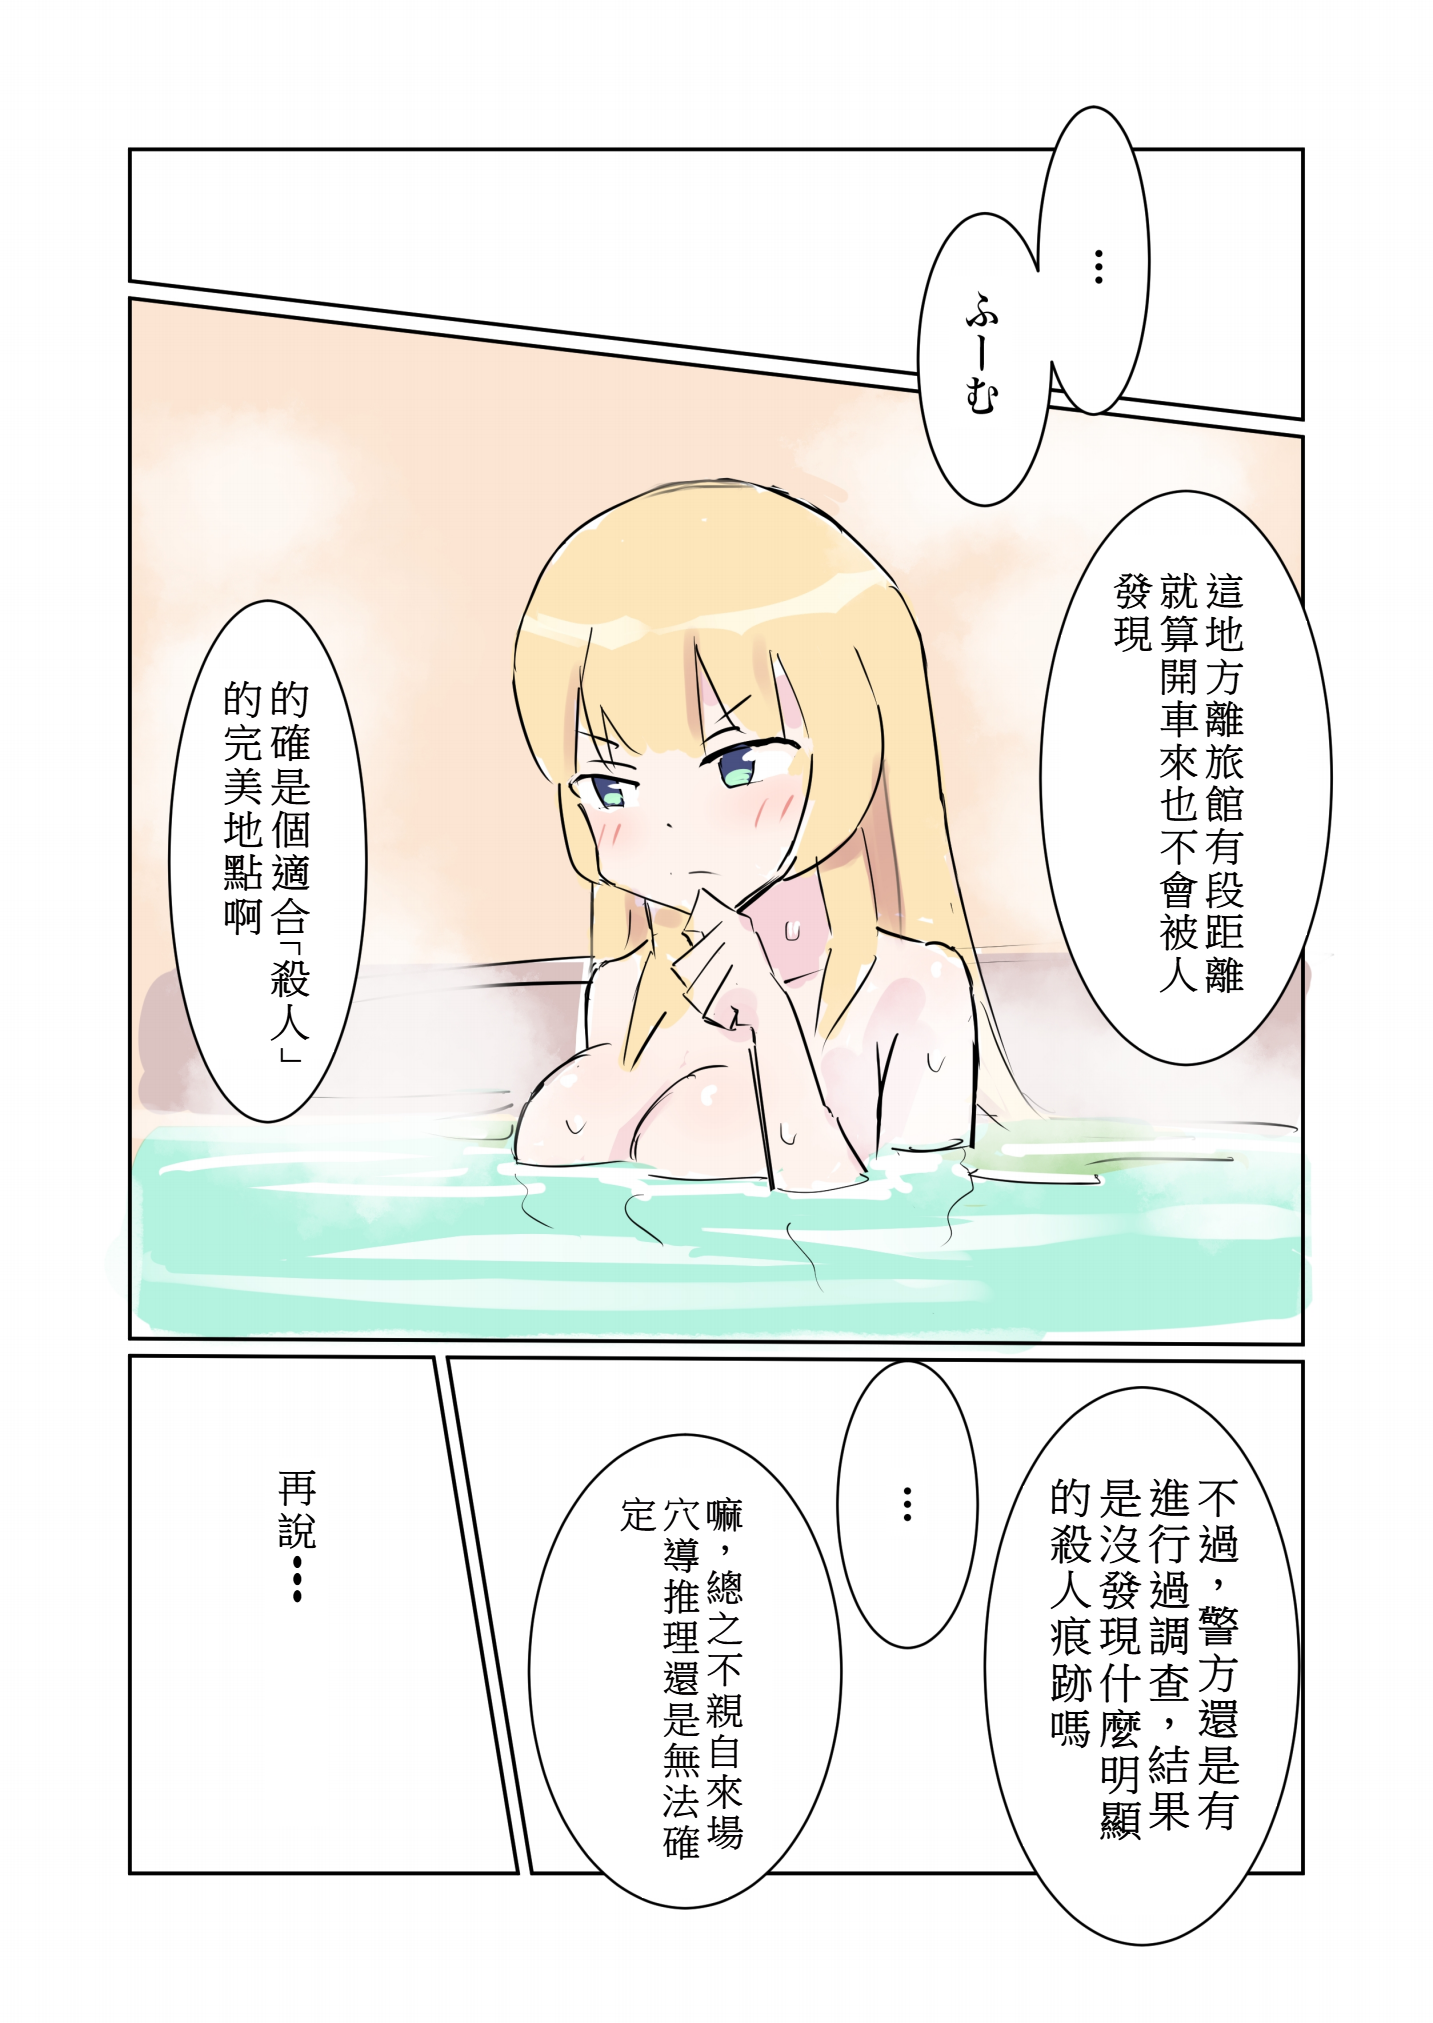 …
ふーむ
這地方離旅館有段距離
就算開車來也不會被人
發現
的確是個適合「殺人」
的完美地點啊
不過，警方還是有
進行過調查，結果
是沒發現什麼明顯
的殺人痕跡嗎
…
嘛，總之不親自來場
穴導推理還是無法確
定
再說…